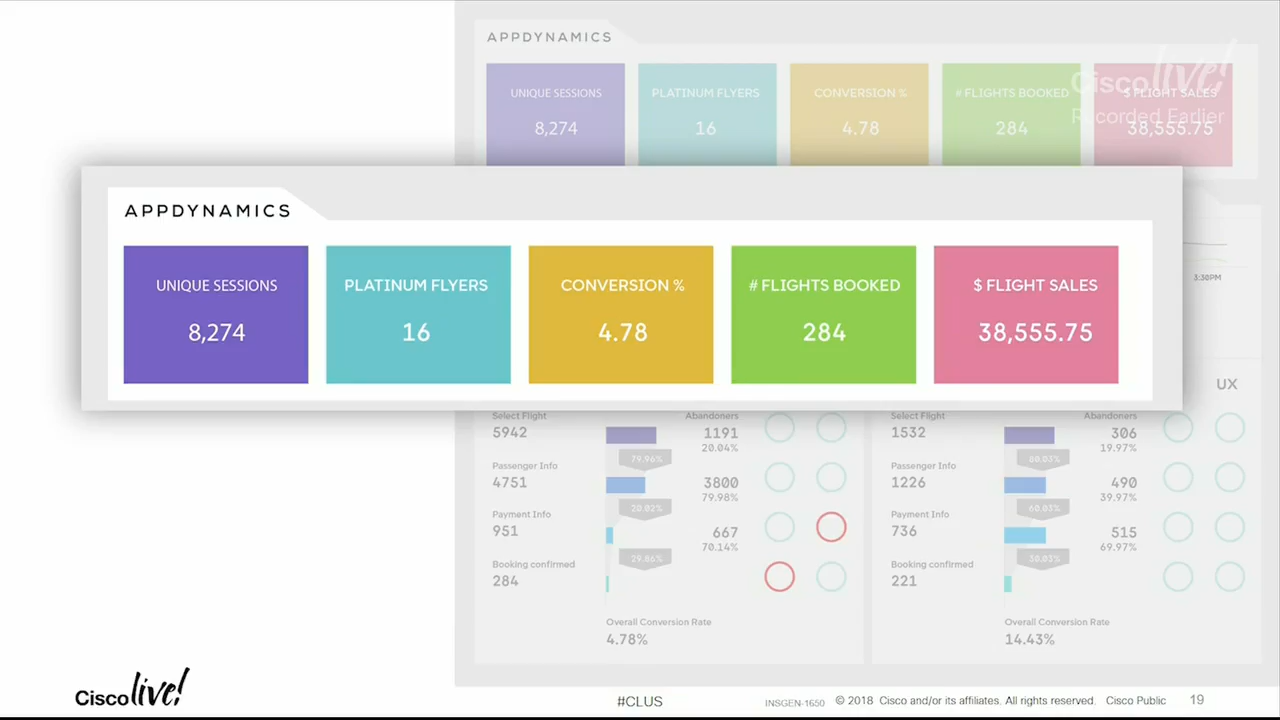 APPDYNAMICS
UNIQUE SESSIONS
8,274
PLATINUM FLYERS
16
CONVERSION %
4.78
# FLIGHTS BOOKED
284
$ FLIGHT SALES
38,555.75
Cisco live!
Recorded Earlier
APPDYNAMICS
UNIQUE SESSIONS
8,274
PLATINUM FLYERS
16
CONVERSION %
4.78
# FLIGHTS BOOKED
284
$ FLIGHT SALES
38,555.75
3:30PM
UX
Select Flight
5942
Abandoners
1191
20.04%
79.96%
Passenger Info
4751
3800
79.98%
20.02%
Payment Info
951
667
70.14%
29.86%
Booking confirmed
284
Overall Conversion Rate
4.78%
Select Flight
1532
Abandoners
306
19.97%
80.03%
Passenger Info
1226
490
39.97%
60.03%
Payment Info
736
515
69.97%
30.03%
Booking confirmed
221
Overall Conversion Rate
14.43%
Cisco live!
#CLUS
INSGEN-1650
© 2018 Cisco and/or its affiliates. All rights reserved. Cisco Public
19